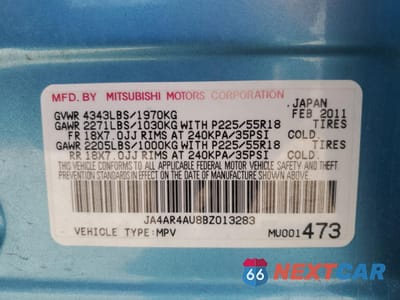 MFD. BY MITSUBISHI MOTORS CORPORATION
JAPAN
GVWR 4343LBS/1970KG FEB 2011
GAWR 2271LBS/1030KG WITH P225/55R18 TIRES
FR 18X7.0JJ RIMS AT 240KPA/35PSI COLD.
GAWR 2205LBS/1000KG WITH P225/55R18 TIRES
RR 18X7.0JJ RIMS AT 240KPA/35PSI COLD.
THIS VEHICLE CONFORMS TO ALL APPLICABLE FEDERAL MOTOR VEHICLE SAFETY AND THEFT
PREVENTION STANDARDS IN EFFECT ON THE DATE OF MANUFACTURE SHOWN ABOVE.
JA4AR4AU8BZ013283
VEHICLE TYPE: MPV MU001473
66 NEXTCAR